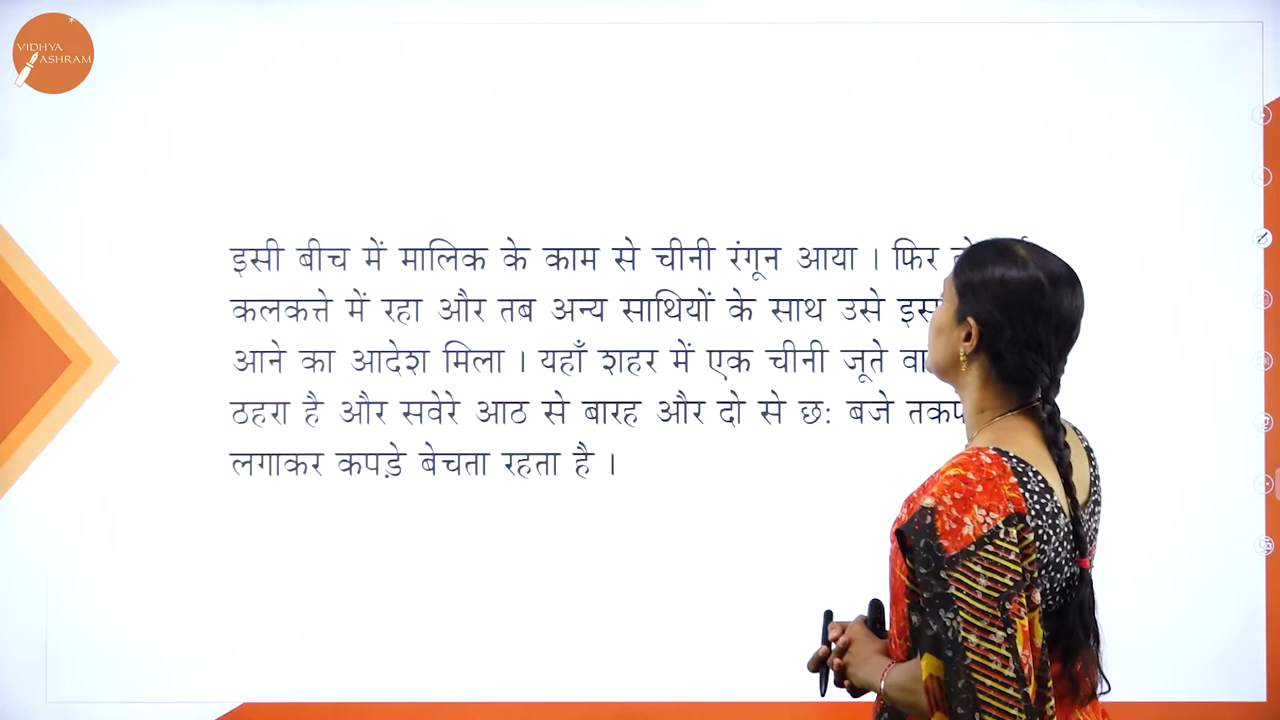 VIDHYA
ASHRAM
इसी बीच में मालिक के काम से चीनी रंगून आया । फिर
कलकत्ते में रहा और तब अन्य साथियों के साथ उसे
आने का आदेश मिला । यहाँ शहर में एक चीनी जूते
ठहरा है और सवेरे आठ से बारह और दो से छः बजे
लगाकर कपड़े बेचता रहता है ।